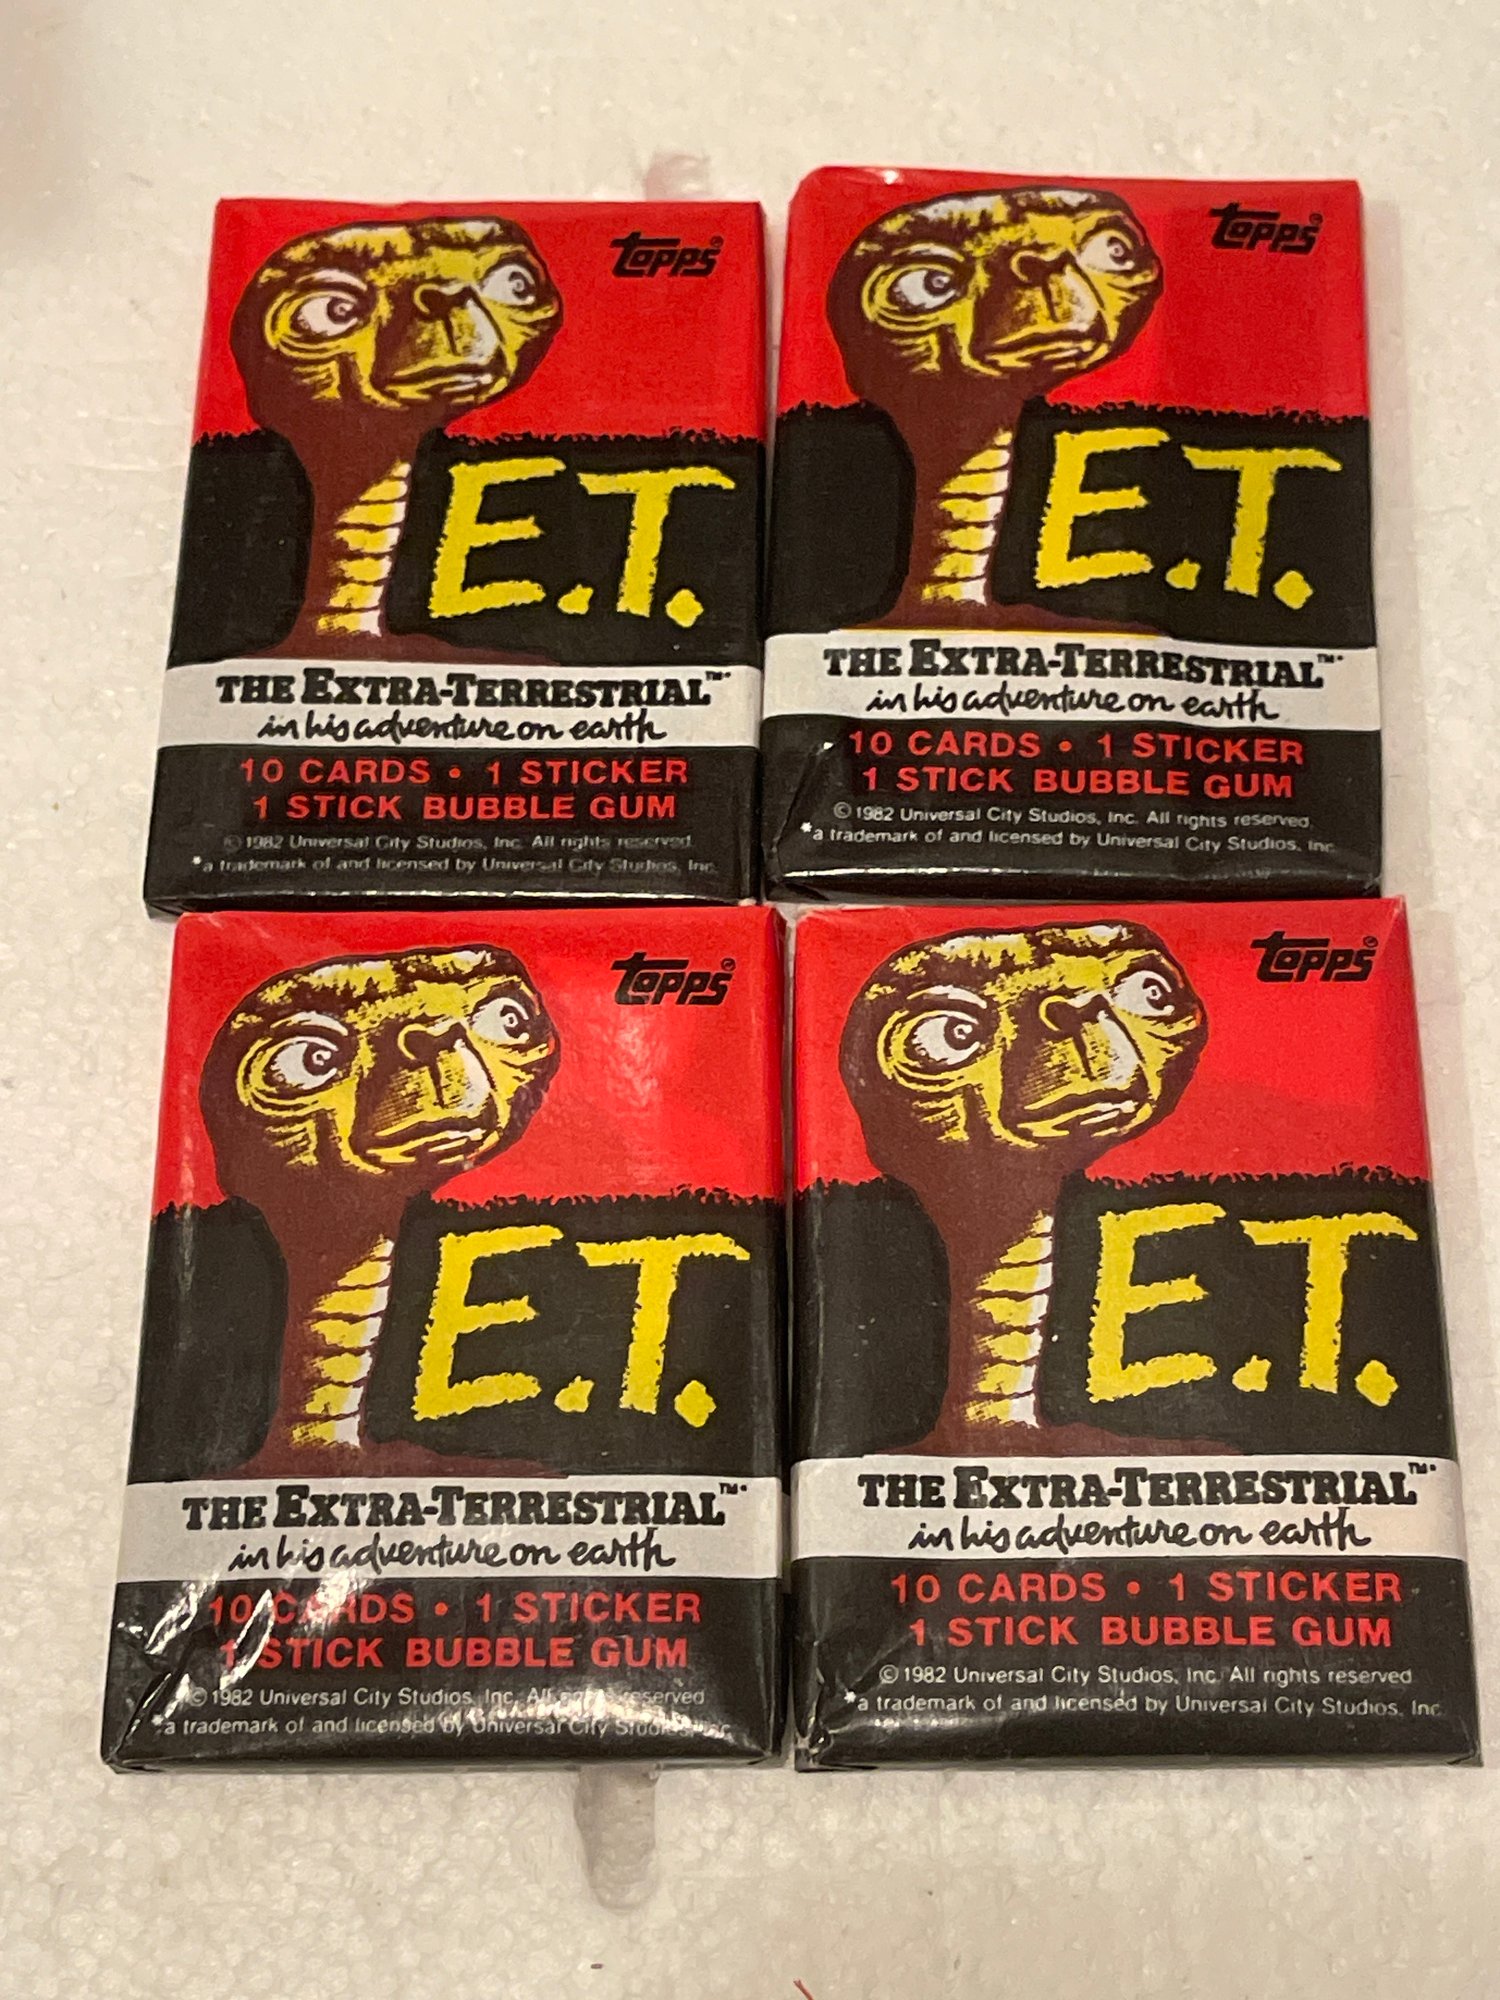 topps®
E.T.
THE EXTRA-TERRESTRIAL™*
in his adventure on earth
10 CARDS • 1 STICKER
1 STICK BUBBLE GUM
© 1982 Universal City Studios, Inc. All rights reserved.
*a trademark of and licensed by Universal City Studios, Inc.
topps®
E.T.
THE EXTRA-TERRESTRIAL™*
in his adventure on earth
10 CARDS • 1 STICKER
1 STICK BUBBLE GUM
© 1982 Universal City Studios, Inc. All rights reserved.
*a trademark of and licensed by Universal City Studios, Inc.
topps®
E.T.
THE EXTRA-TERRESTRIAL™*
in his adventure on earth
10 CARDS • 1 STICKER
1 STICK BUBBLE GUM
© 1982 Universal City Studios, Inc. All rights reserved
*a trademark of and licensed by Universal City Studios, Inc.
topps®
E.T.
THE EXTRA-TERRESTRIAL™*
in his adventure on earth
10 CARDS • 1 STICKER
1 STICK BUBBLE GUM
© 1982 Universal City Studios, Inc. All rights reserved
*a trademark of and licensed by Universal City Studios, Inc.